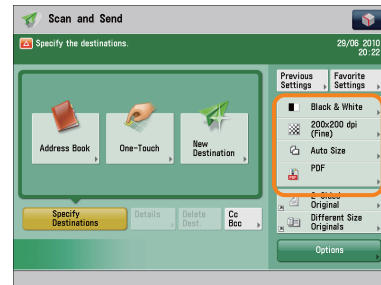 Scan and Send
Specify the destinations.
29/06 2010
20:22
Previous
Settings
Favorite
Settings
Address Book
One-Touch
New
Destination
Black & White
200x200 dpi
(Fine)
Auto Size
PDF
2-Sided
Original
Different Size
Originals
Specify
Destinations
Details
Delete
Dest.
Cc
Bcc
Options